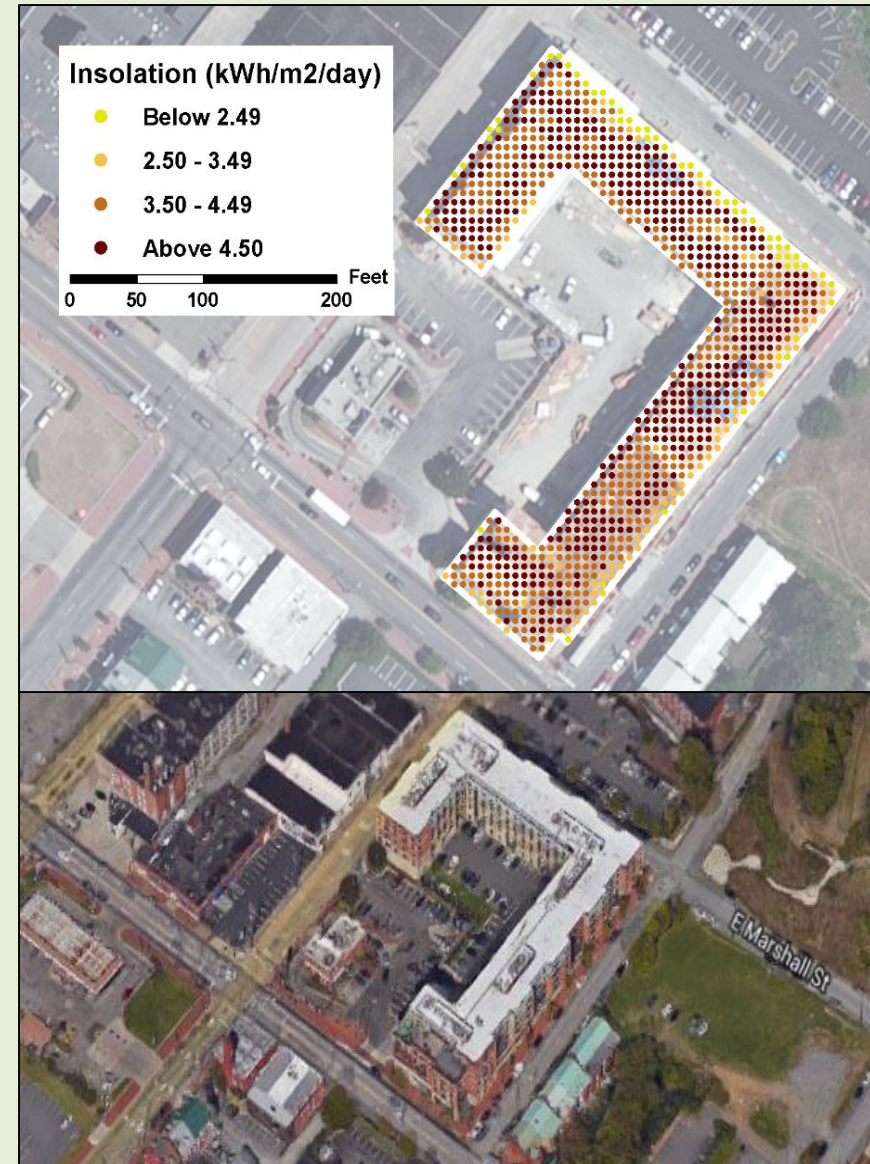 Insolation (kWh/m2/day)
Below 2.49
2.50 - 3.49
3.50 - 4.49
Above 4.50
Feet
0 50 100 200
E Marshall St